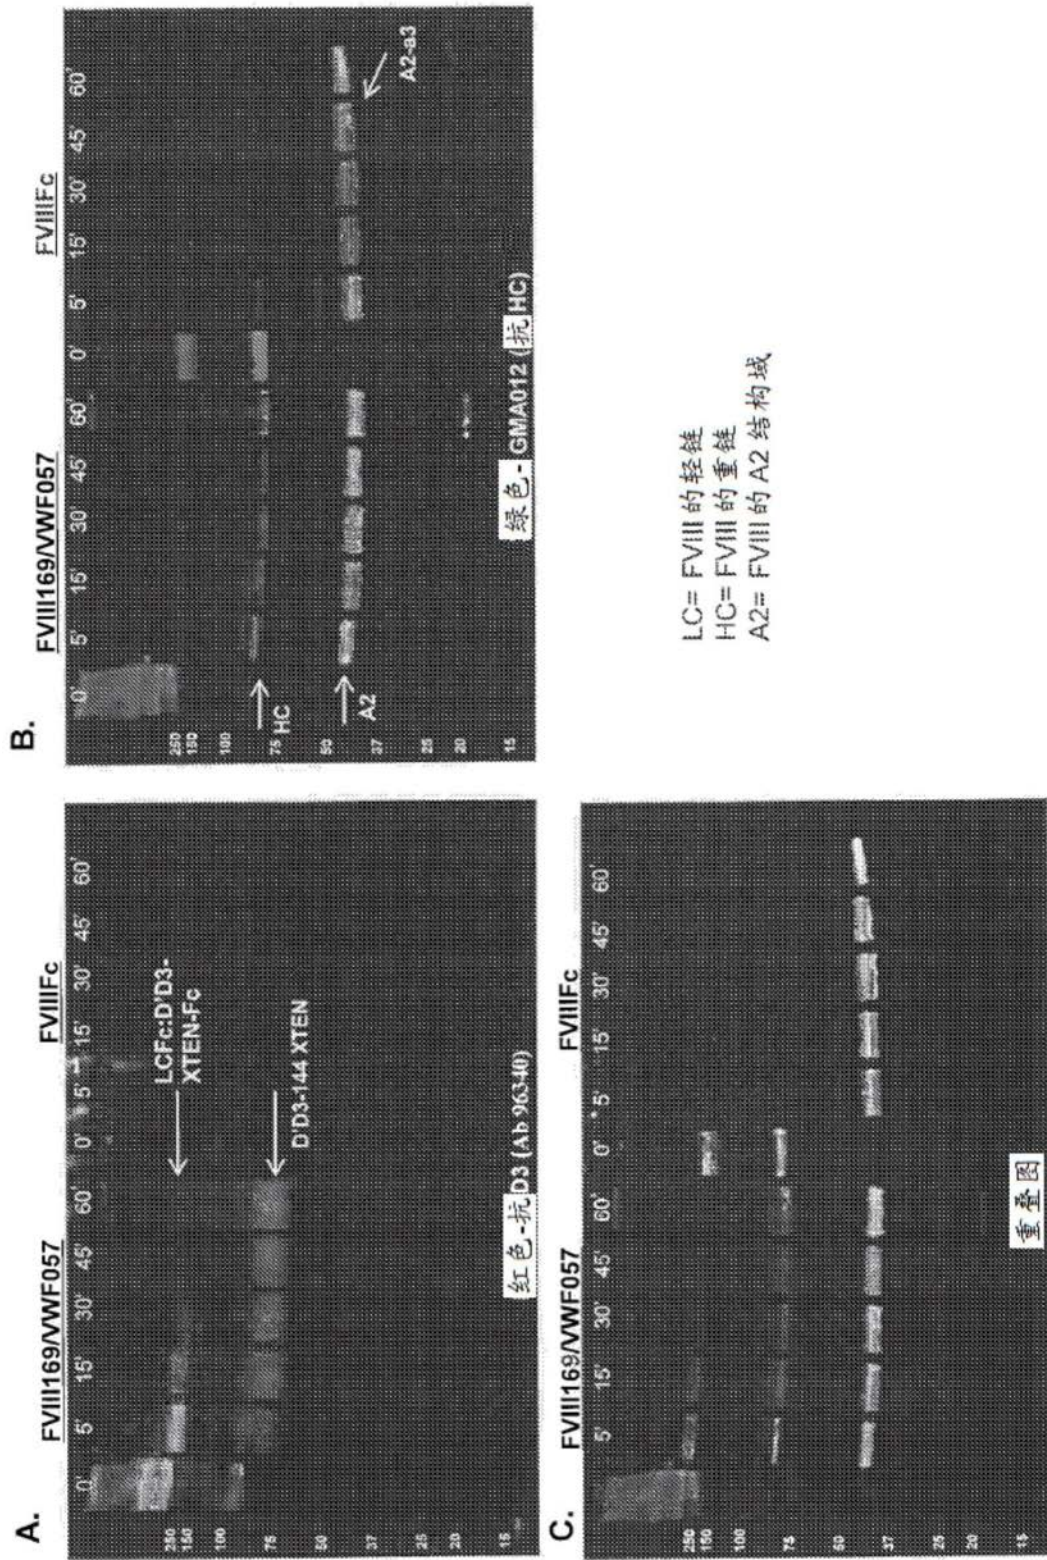 A.
FVIII169/VWF057 FVIIIFc
0' 5' 15' 30' 45' 60' 0' 5' 15' 30' 45' 60'
250
150
100
75
50
37
25
20
15
LCFc:D'D3-
XTEN-Fc
D'D3-144 XTEN
红色-抗D3 (Ab 96340)
B.
FVIII169/VWF057 FVIIIFc
0' 5' 15' 30' 45' 60' 0' 5' 15' 30' 45' 60'
250
150
100
75
50
37
25
20
15
HC
A2
A2-a3
绿色- GMA012 (抗HC)
C.
FVIII169/VWF057 FVIIIFc
5' 15' 30' 45' 60' 0' 5' 15' 30' 45' 60'
250
150
100
75
50
37
25
20
15
重叠图
LC= FVIII 的轻链
HC= FVIII 的重链
A2= FVIII 的 A2 结构域